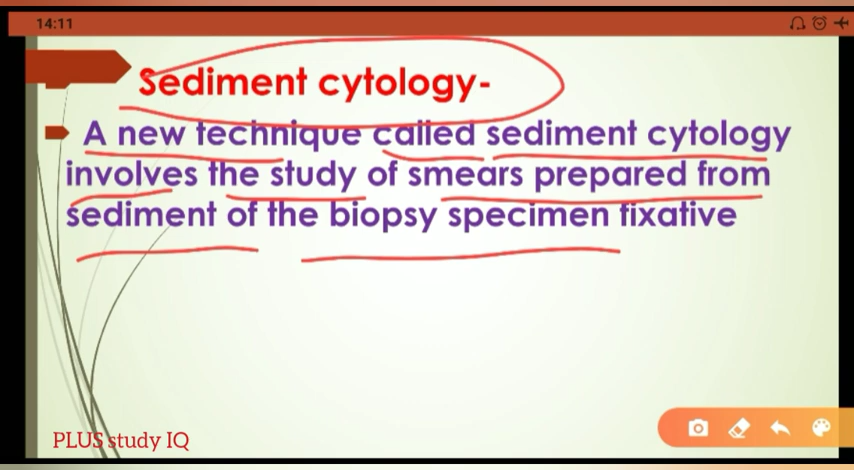 14:11
Sediment cytology-
A new technique called sediment cytology
involves the study of smears prepared from
sediment of the biopsy specimen fixative
PLUS study IQ